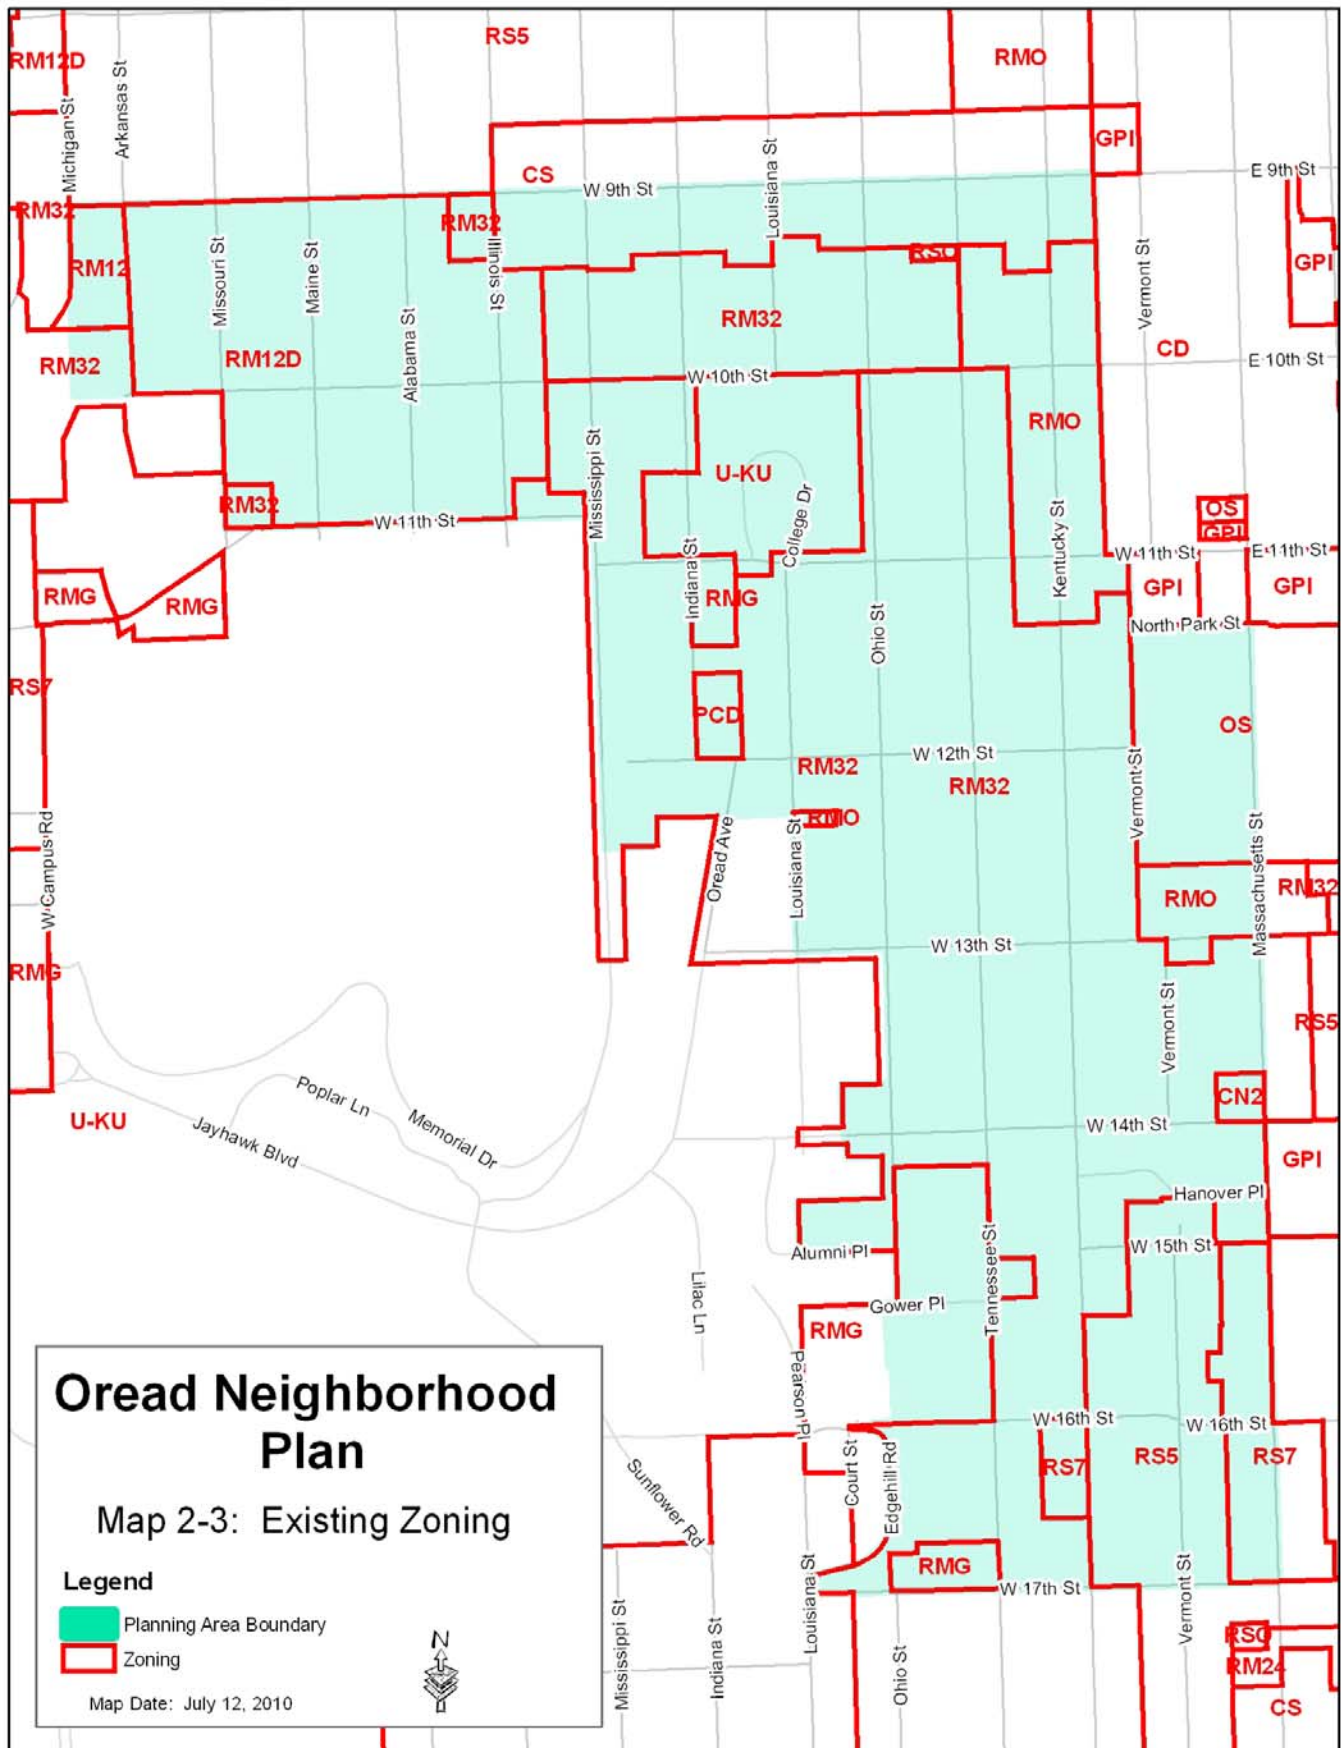 RS5
RMO
RM12D
Arkansas St
Michigan St
GPI
Louisiana St
E 9th St
CS
W 9th St
RM32
RM32
RSO
GPI
RM12
Missouri St
Maine St
Illinois St
Vermont St
RM32
CD
Alabama St
RM32
RM12D
E 10th St
W 10th St
RMO
U-KU
Mississippi St
College Dr
Kentucky St
RM32
OS
GPI
W 11th St
W 11th St
E 11th St
Indiana St
GPI
GPI
RMG
RMG
RMG
Ohio St
North Park St
RS7
PCD
OS
W 12th St
RM32
RM32
Vermont St
RMO
W Campus Rd
Oread Ave
Louisiana St
Massachusetts St
RMO
RM32
W 13th St
RMG
Vermont St
RS5
CN2
Poplar Ln
Memorial Dr
U-KU
Jayhawk Blvd
W 14th St
GPI
Hanover Pl
W 15th St
Alumni Pl
Tennessee St
Lilac Ln
Gower Pl
RMG
Pearson Pl
W 16th St
W 16th St
Sunflower Rd
Court St
Edgehill Rd
RS7
RS5
RS7
RMG
W 17th St
Louisiana St
Vermont St
Mississippi St
Indiana St
Ohio St
RSO
RM24
CS
Oread Neighborhood
Plan
Map 2-3: Existing Zoning
Legend
Planning Area Boundary
Zoning
Map Date: July 12, 2010
N